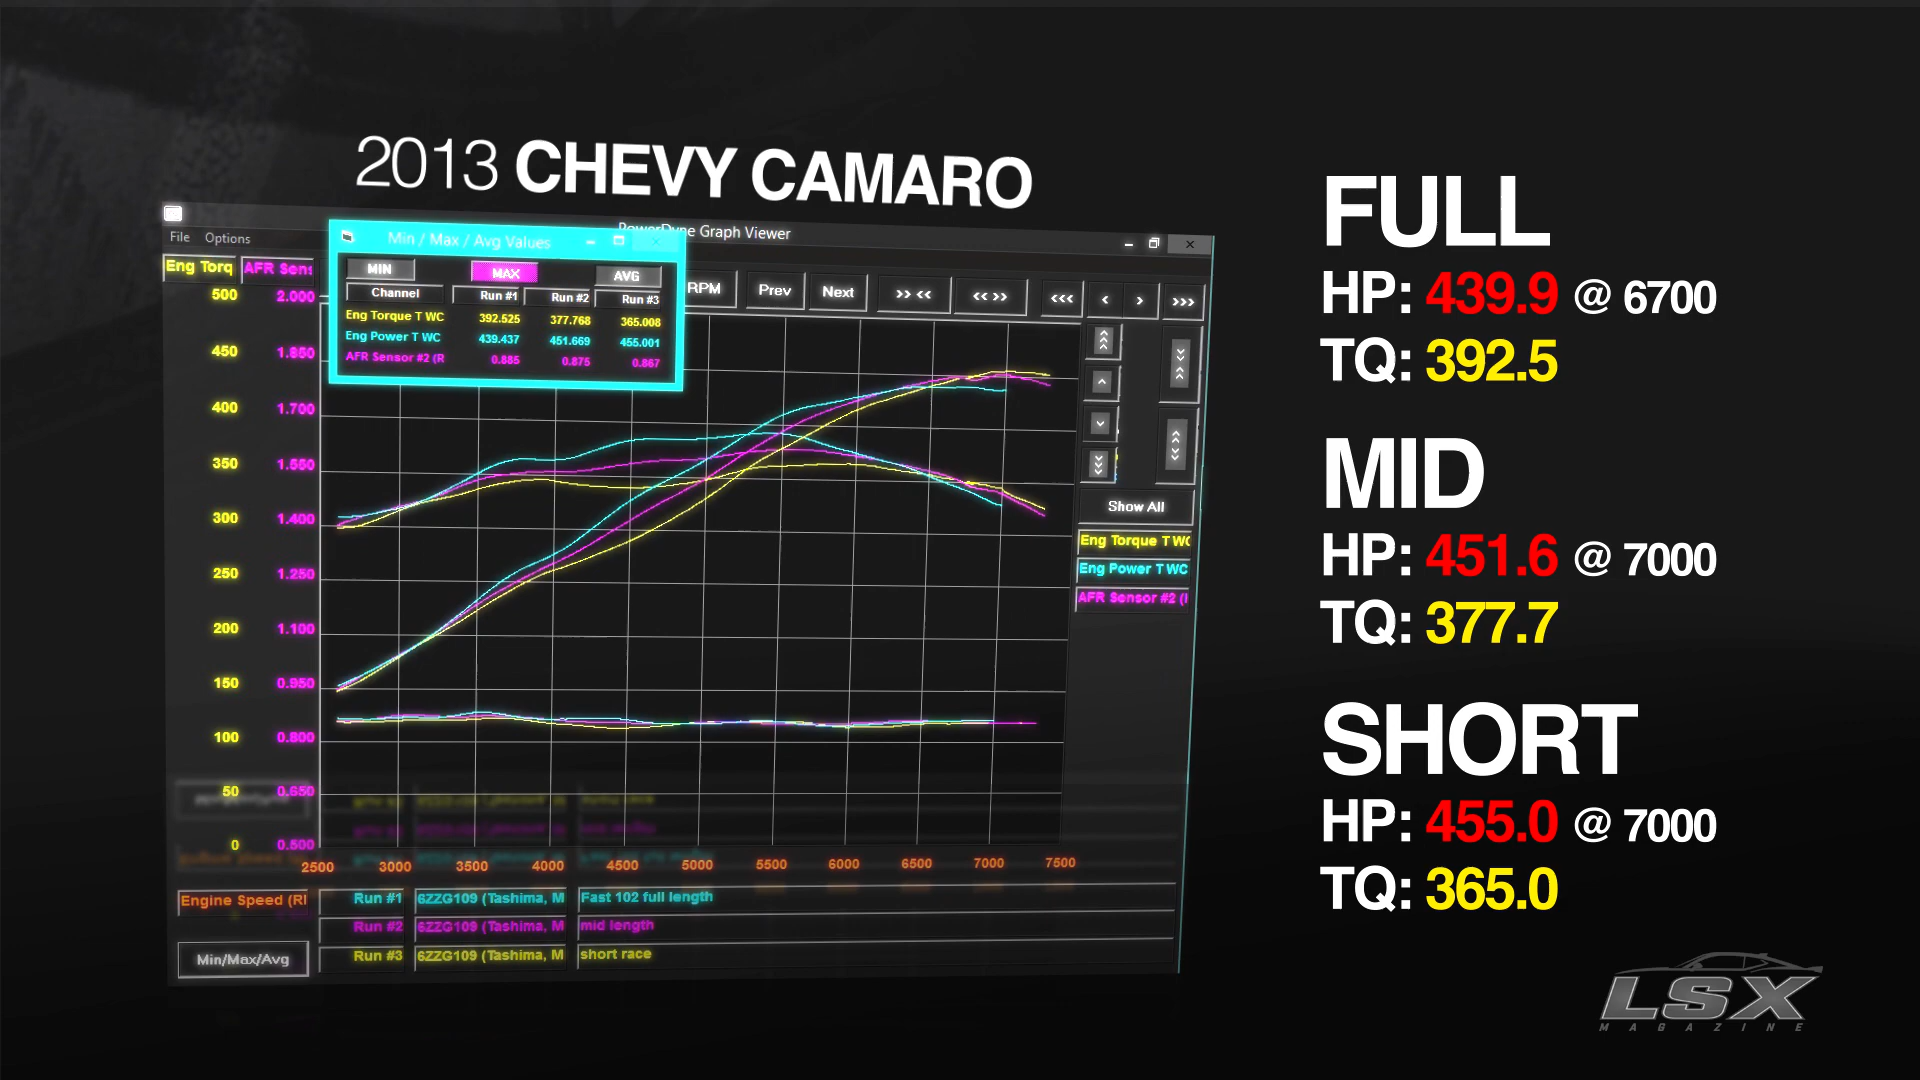 2013 CHEVY CAMARO
PowerDyne Graph Viewer
File Options
Min / Max / Avg Values
MIN MAX AVG
Channel Run #1 Run #2 Run #3
Eng Torque T WC 392.525 377.768 365.008
Eng Power T WC 439.437 451.669 455.001
AFR Sensor #2 (R 0.885 0.875 0.867
Eng Torq AFR Sens
RPM Prev Next >> << << >> <<< < > >>>
500 2.000
450 1.850
400 1.700
350 1.550
300 1.400
250 1.250
200 1.100
150 0.950
100 0.800
50 0.650
0 0.500
2500 3000 3500 4000 4500 5000 5500 6000 6500 7000 7500
Show All
Eng Torque T WC
Eng Power T WC
AFR Sensor #2 (
Engine Speed (RI
Run #1 6ZZG109 (Tashima, M Fast 102 full length
Run #2 6ZZG109 (Tashima, M mid length
Run #3 6ZZG109 (Tashima, M short race
Min/Max/Avg
FULL
HP: 439.9 @ 6700
TQ: 392.5
MID
HP: 451.6 @ 7000
TQ: 377.7
SHORT
HP: 455.0 @ 7000
TQ: 365.0
LSX
MAGAZINE